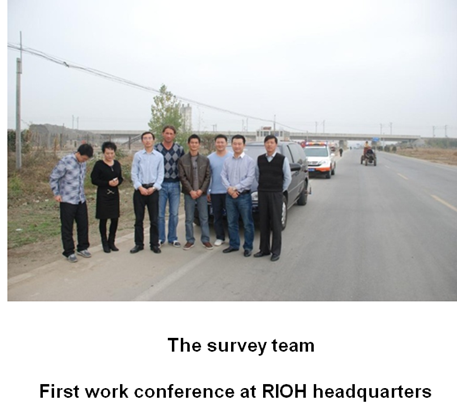 The survey team
First work conference at RIOH headquarters